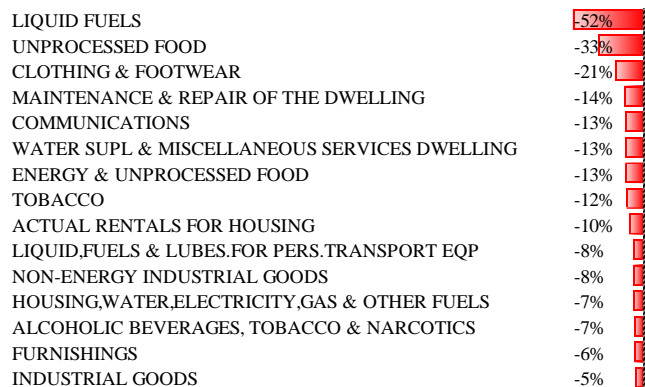 LIQUID FUELS -52%
UNPROCESSED FOOD -33%
CLOTHING & FOOTWEAR -21%
MAINTENANCE & REPAIR OF THE DWELLING -14%
COMMUNICATIONS -13%
WATER SUPL & MISCELLANEOUS SERVICES DWELLING -13%
ENERGY & UNPROCESSED FOOD -13%
TOBACCO -12%
ACTUAL RENTALS FOR HOUSING -10%
LIQUID,FUELS & LUBES.FOR PERS.TRANSPORT EQP -8%
NON-ENERGY INDUSTRIAL GOODS -8%
HOUSING,WATER,ELECTRICITY,GAS & OTHER FUELS -7%
ALCOHOLIC BEVERAGES, TOBACCO & NARCOTICS -7%
FURNISHINGS -6%
INDUSTRIAL GOODS -5%